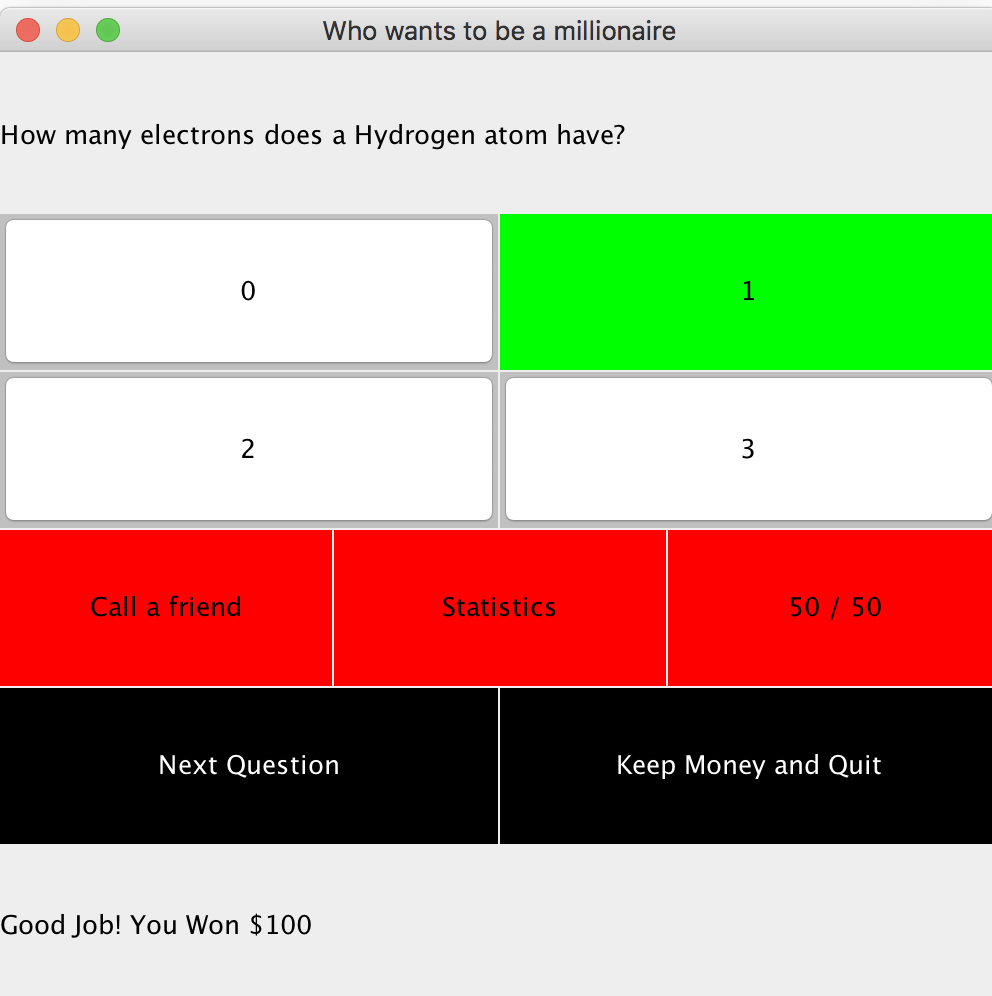 Who wants to be a millionaire
How many electrons does a Hydrogen atom have?
0
1
2
3
Call a friend
Statistics
50 / 50
Next Question
Keep Money and Quit
Good Job! You Won $100